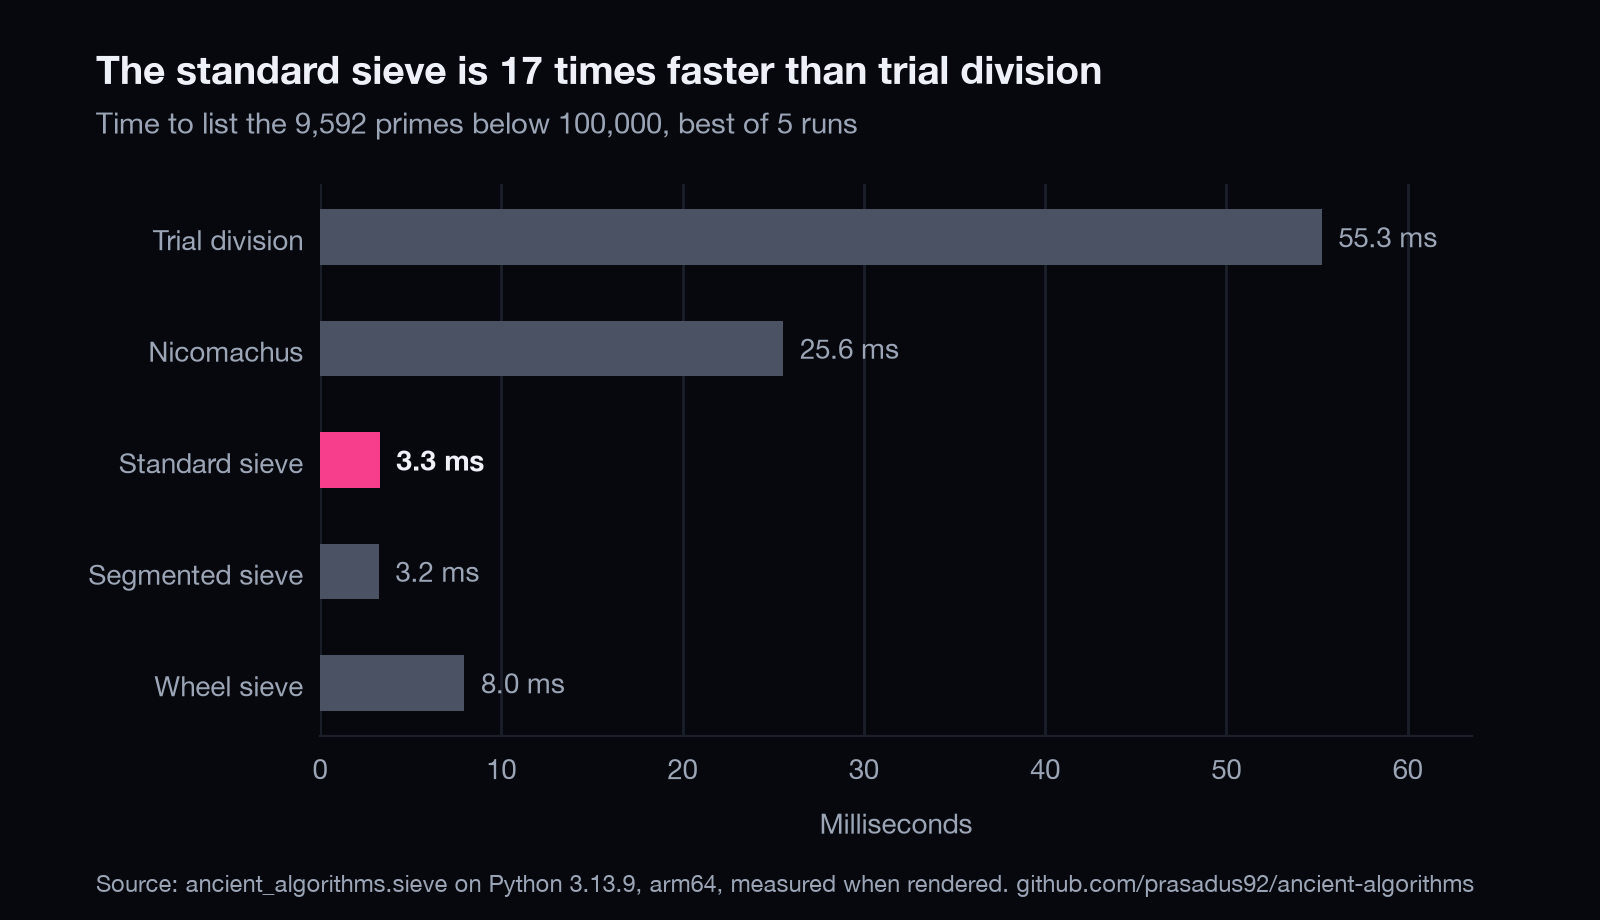 The standard sieve is 17 times faster than trial division
Time to list the 9,592 primes below 100,000, best of 5 runs
Trial division
55.3 ms
Nicomachus
25.6 ms
Standard sieve
3.3 ms
Segmented sieve
3.2 ms
Wheel sieve
8.0 ms
0 10 20 30 40 50 60
Milliseconds
Source: ancient_algorithms.sieve on Python 3.13.9, arm64, measured when rendered. github.com/prasadus92/ancient-algorithms